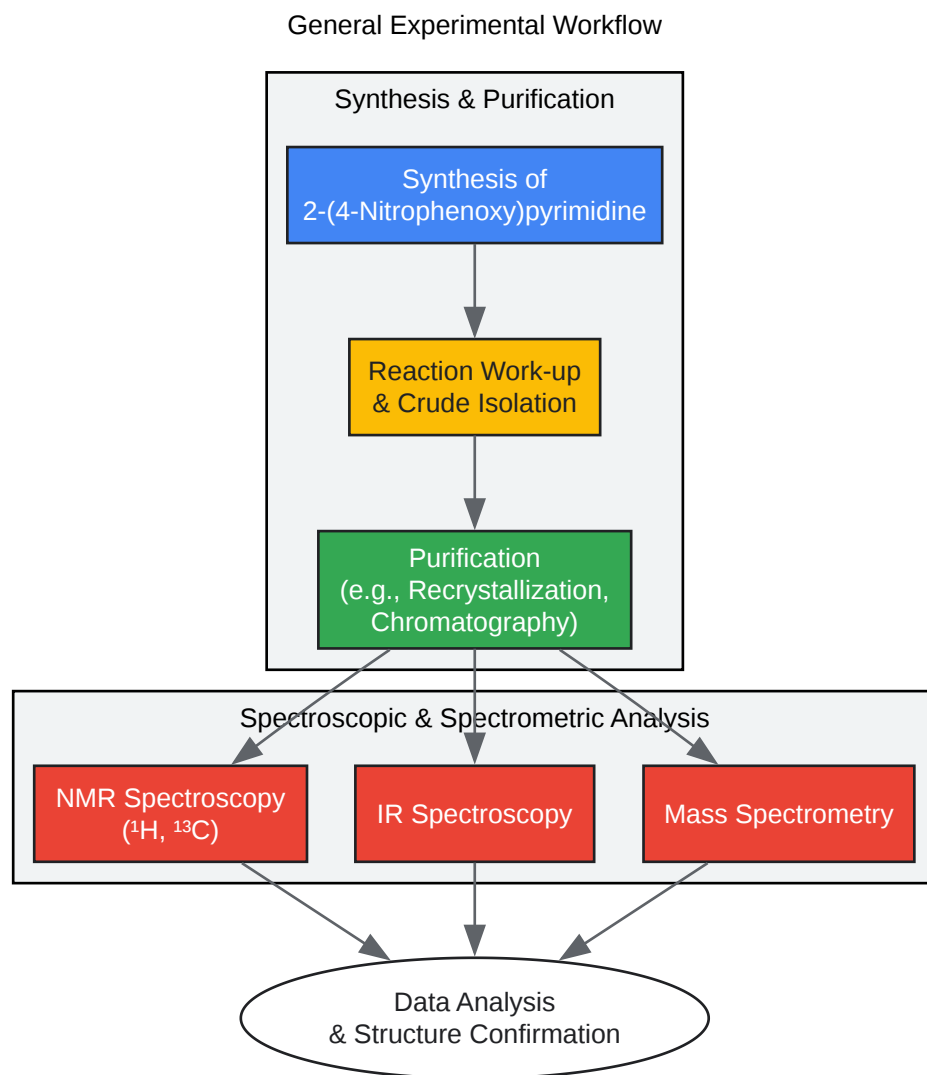 General Experimental Workflow
Synthesis & Purification
Synthesis of
2-(4-Nitrophenoxy)pyrimidine
Reaction Work-up
& Crude Isolation
Purification
(e.g., Recrystallization,
Chromatography)
Spectroscopic & Spectrometric Analysis
NMR Spectroscopy
(¹H, ¹³C)
IR Spectroscopy
Mass Spectrometry
Data Analysis
& Structure Confirmation